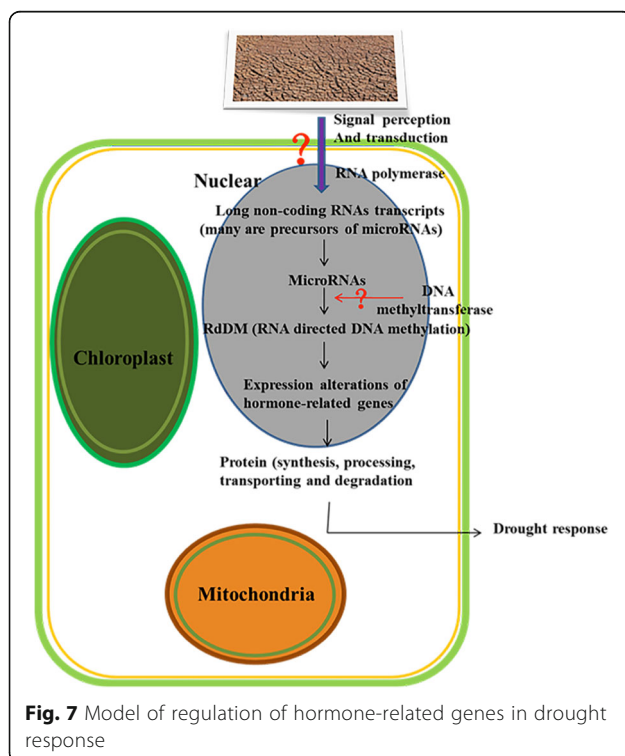 Signal perception
And transduction
?
Nuclear
RNA polymerase
Long non-coding RNAs transcripts
(many are precursors of microRNAs)
MicroRNAs
?
DNA
methyltransferase
RdDM (RNA directed DNA methylation)
Chloroplast
Expression alterations of
hormone-related genes
Protein (synthesis, processing,
transporting and degradation
Drought response
Mitochondria
Fig. 7 Model of regulation of hormone-related genes in drought
response